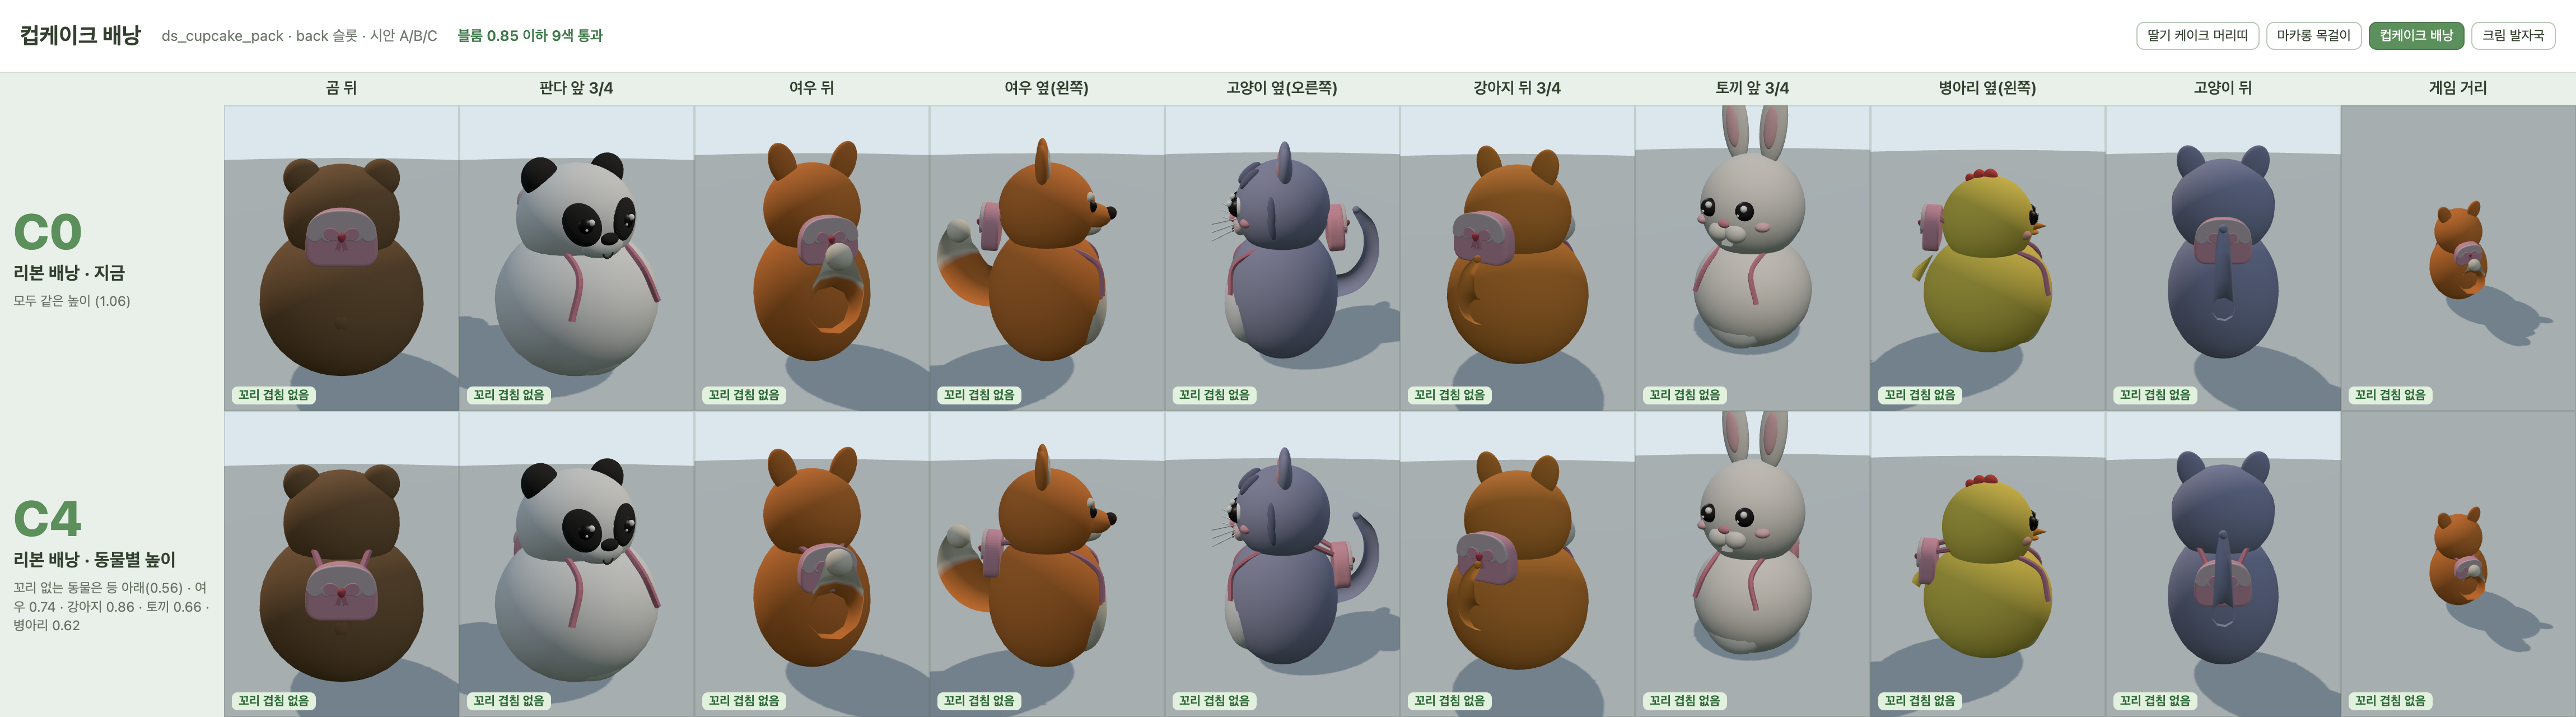 컵케이크 배낭
ds_cupcake_pack · back 슬롯 · 시안 A/B/C
블룸 0.85 이하 9색 통과
딸기 케이크 머리띠
마카롱 목걸이
컵케이크 배낭
크림 발자국
곰 뒤
판다 앞 3/4
여우 뒤
여우 옆(왼쪽)
고양이 옆(오른쪽)
강아지 뒤 3/4
토끼 앞 3/4
병아리 옆(왼쪽)
고양이 뒤
게임 거리
C0
리본 배낭 · 지금
모두 같은 높이 (1.06)
꼬리 겹침 없음
꼬리 겹침 없음
꼬리 겹침 없음
꼬리 겹침 없음
꼬리 겹침 없음
꼬리 겹침 없음
꼬리 겹침 없음
꼬리 겹침 없음
꼬리 겹침 없음
꼬리 겹침 없음
C4
리본 배낭 · 동물별 높이
꼬리 없는 동물은 등 아래(0.56) · 여
우 0.74 · 강아지 0.86 · 토끼 0.66 ·
병아리 0.62
꼬리 겹침 없음
꼬리 겹침 없음
꼬리 겹침 없음
꼬리 겹침 없음
꼬리 겹침 없음
꼬리 겹침 없음
꼬리 겹침 없음
꼬리 겹침 없음
꼬리 겹침 없음
꼬리 겹침 없음